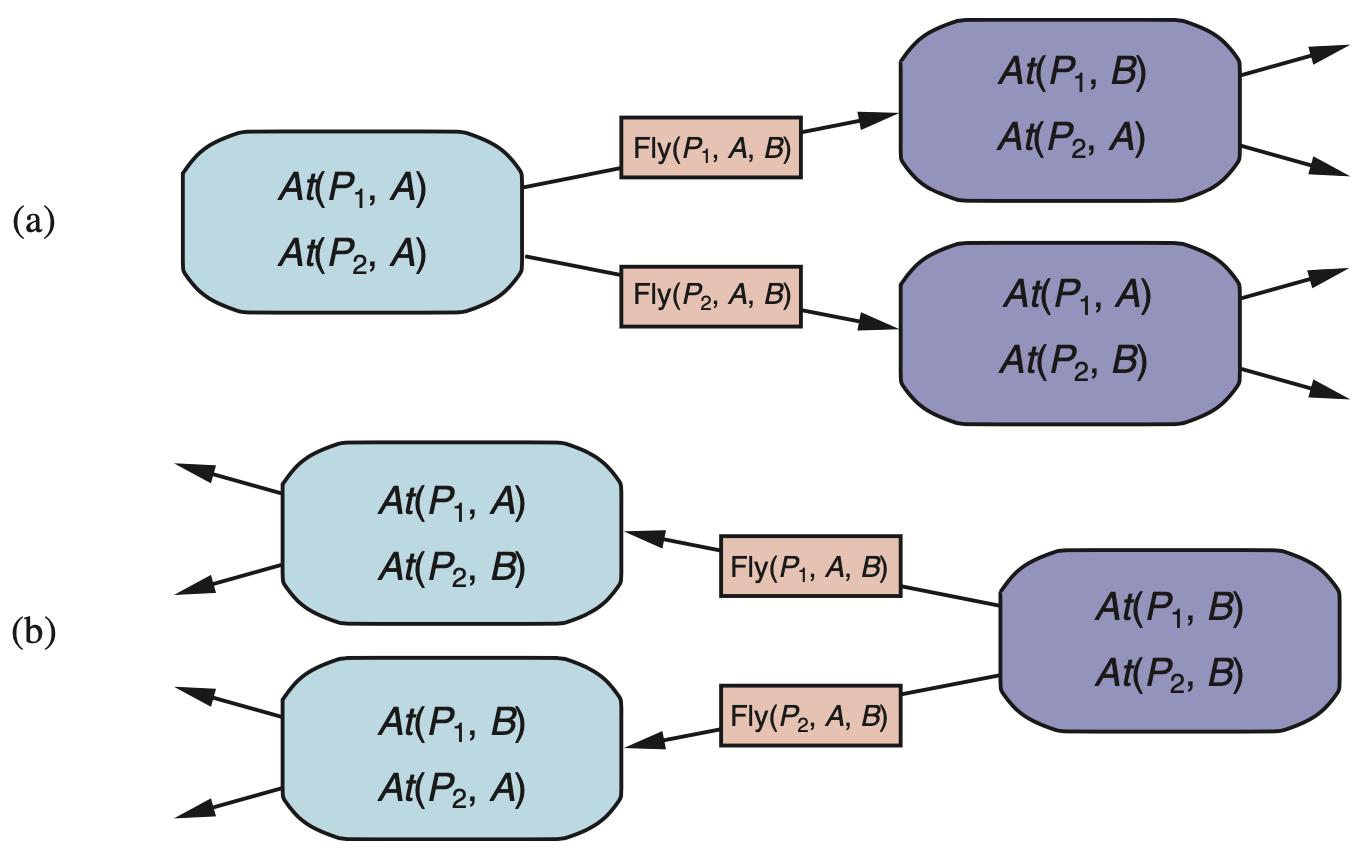 (a)
At(P₁, A)
At(P₂, A)
Fly(P₁, A, B)
Fly(P₂, A, B)
At(P₁, B)
At(P₂, A)
At(P₁, A)
At(P₂, B)
(b)
At(P₁, A)
At(P₂, B)
At(P₁, B)
At(P₂, A)
Fly(P₁, A, B)
Fly(P₂, A, B)
At(P₁, B)
At(P₂, B)